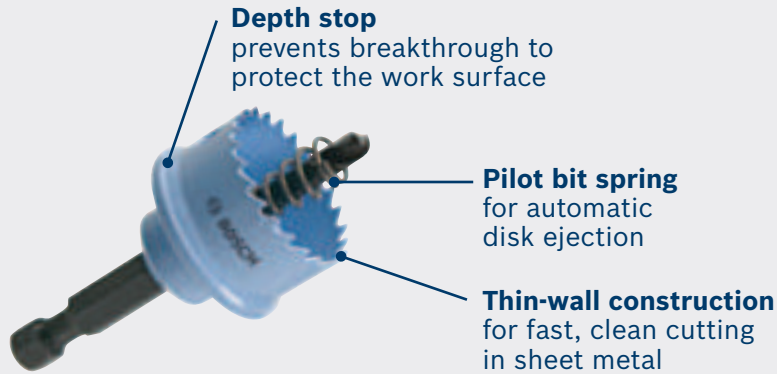 Depth stop
prevents breakthrough to
protect the work surface
BOSCH
Pilot bit spring
for automatic
disk ejection
Thin-wall construction
for fast, clean cutting
in sheet metal